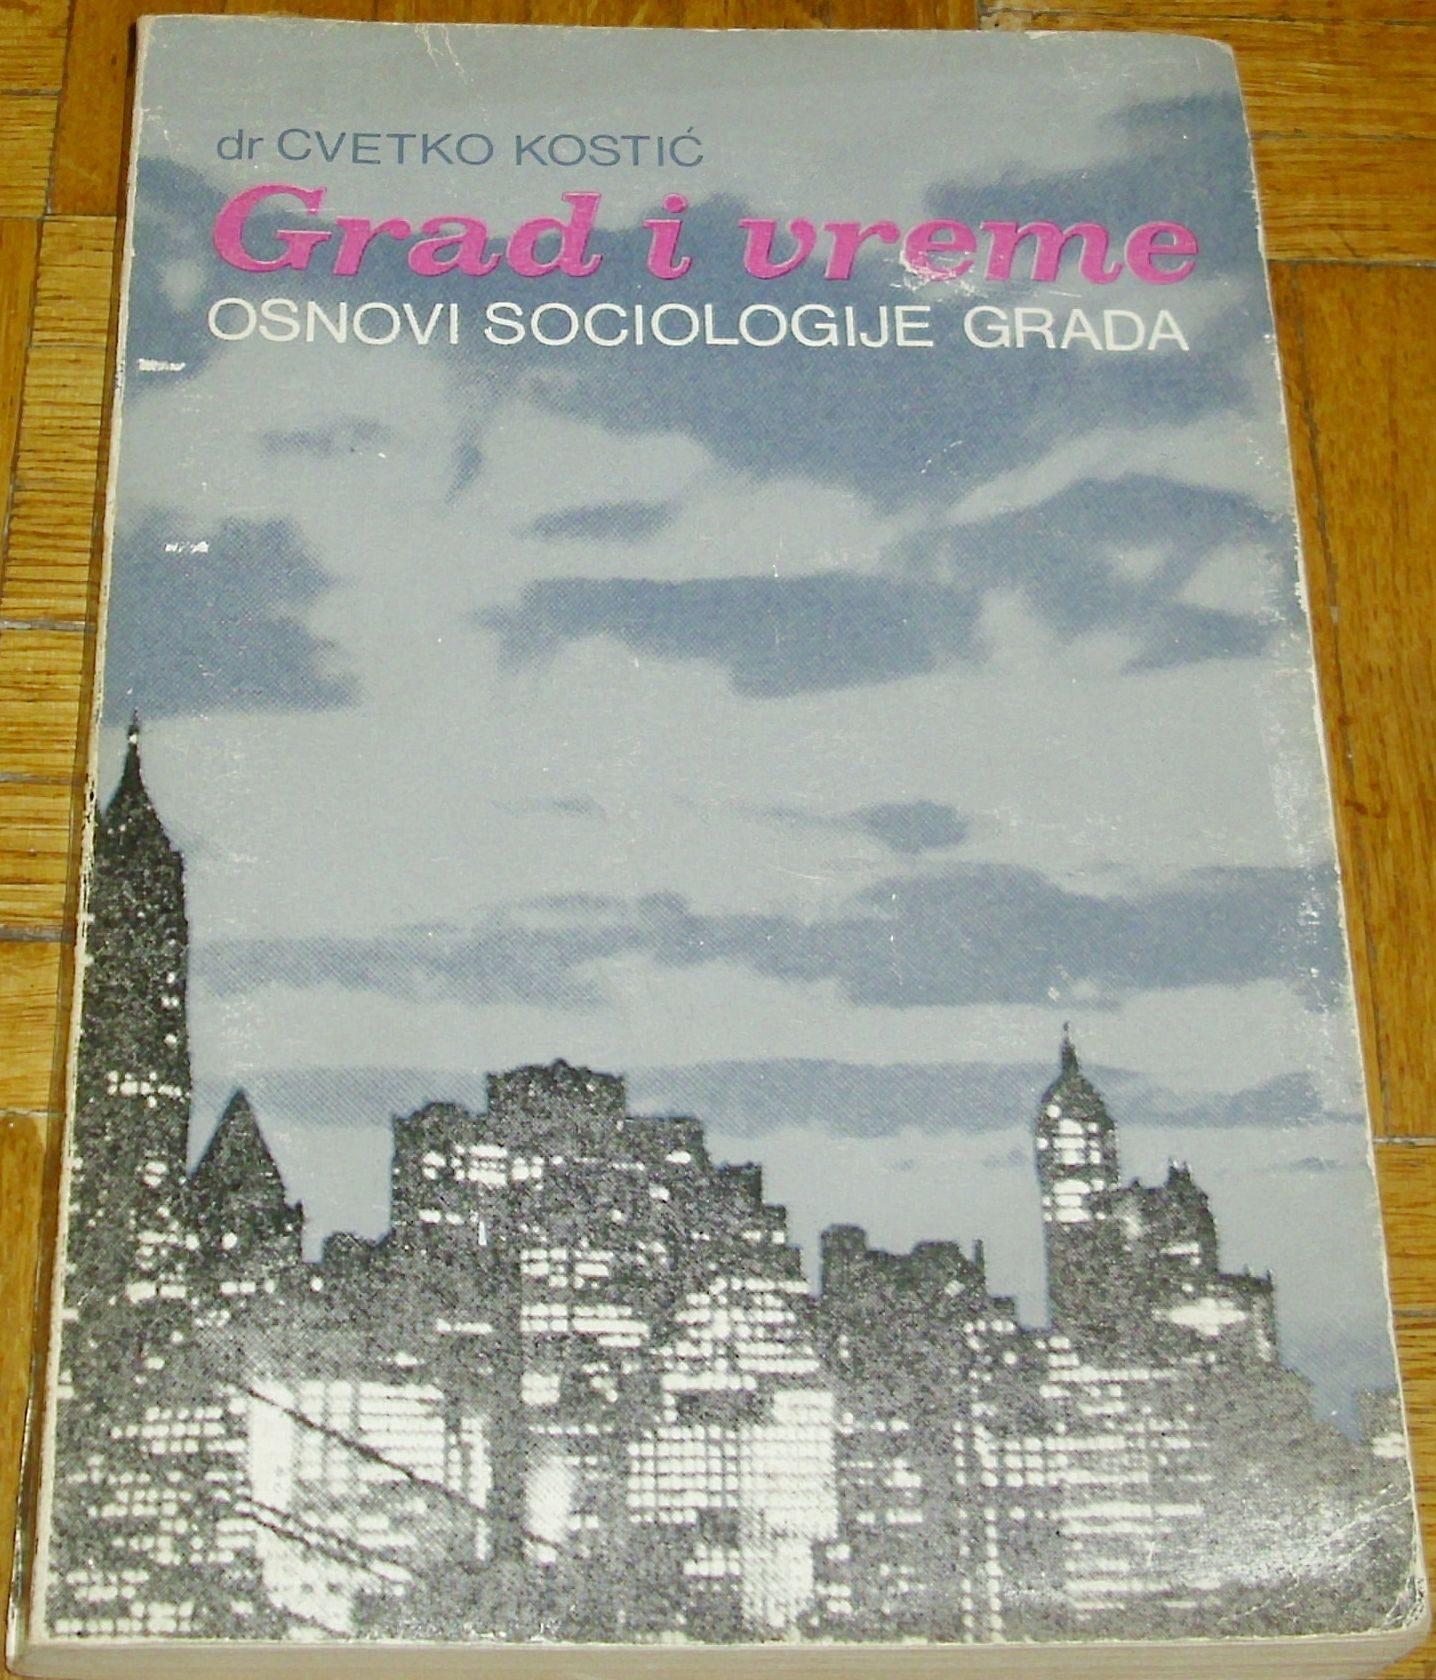 dr CVETKO KOSTIĆ
Grad i vreme
OSNOVI SOCIOLOGIJE GRADA